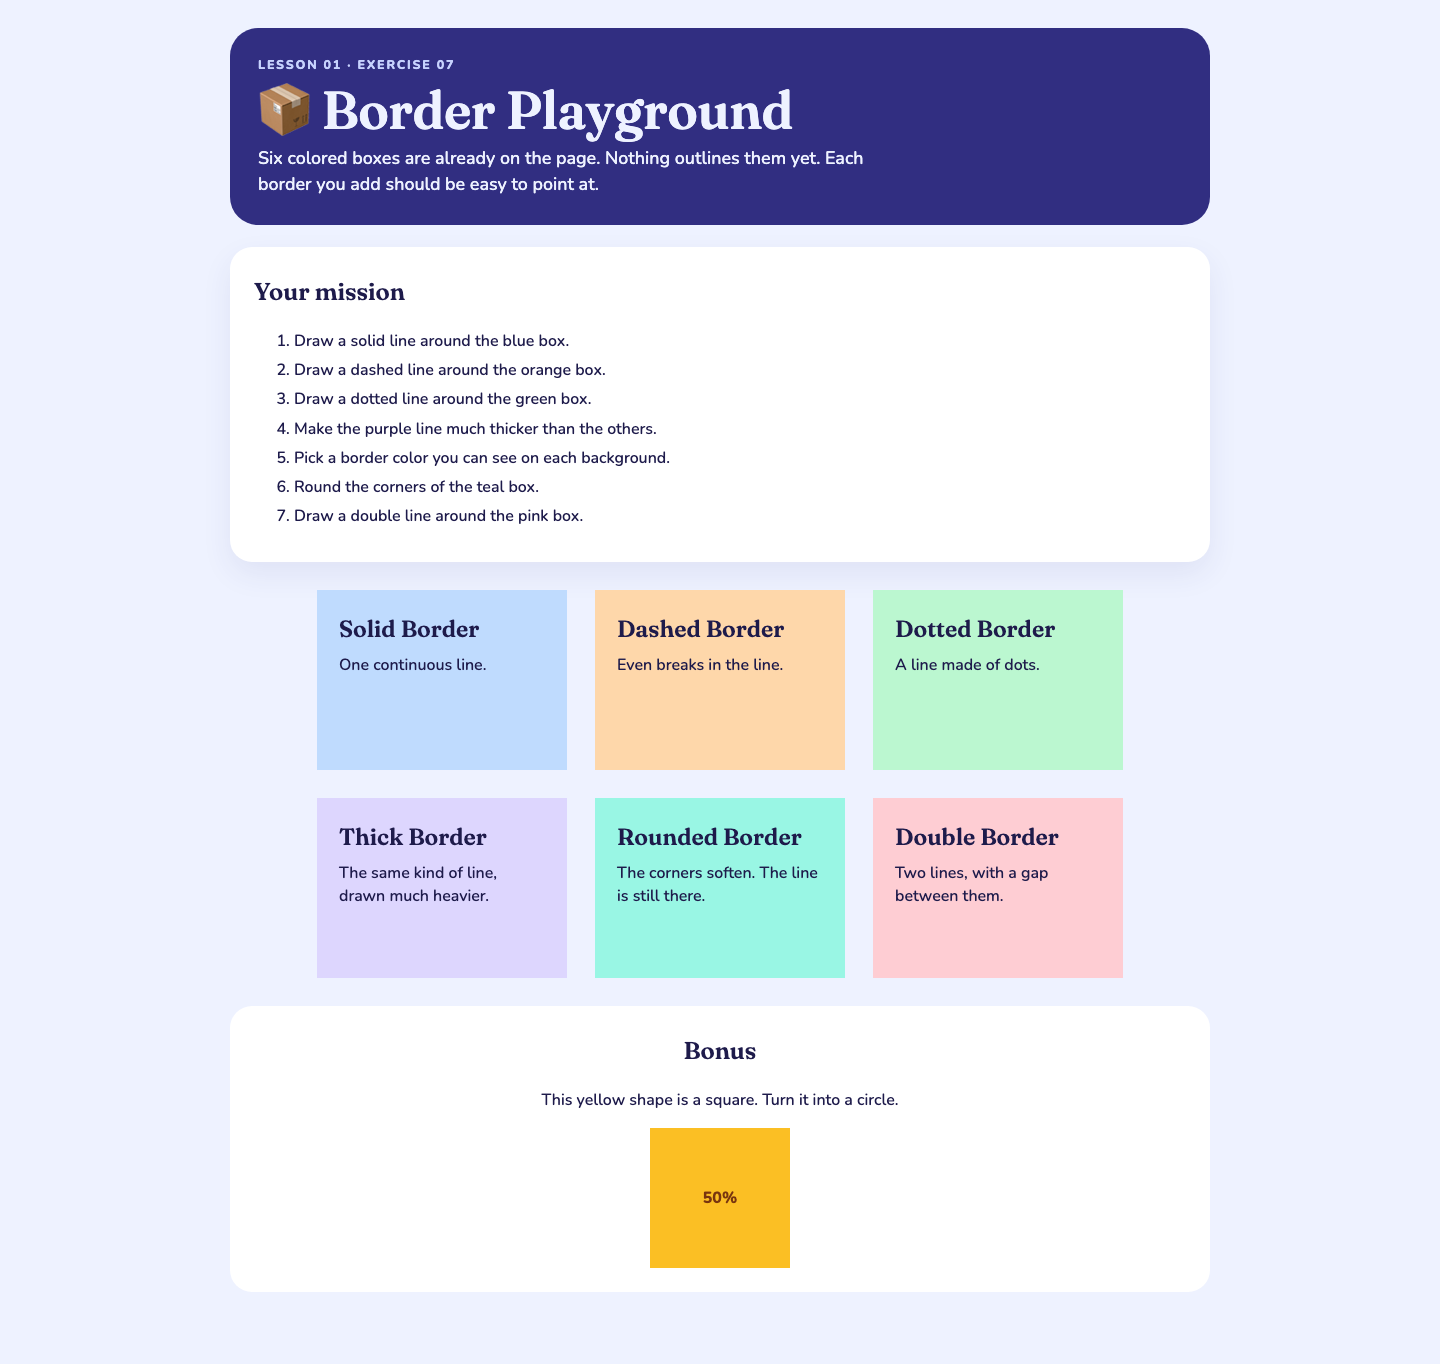 LESSON 01 · EXERCISE 07
📦 Border Playground
Six colored boxes are already on the page. Nothing outlines them yet. Each
border you add should be easy to point at.
Your mission
1. Draw a solid line around the blue box.
2. Draw a dashed line around the orange box.
3. Draw a dotted line around the green box.
4. Make the purple line much thicker than the others.
5. Pick a border color you can see on each background.
6. Round the corners of the teal box.
7. Draw a double line around the pink box.
Solid Border
One continuous line.
Dashed Border
Even breaks in the line.
Dotted Border
A line made of dots.
Thick Border
The same kind of line,
drawn much heavier.
Rounded Border
The corners soften. The line
is still there.
Double Border
Two lines, with a gap
between them.
Bonus
This yellow shape is a square. Turn it into a circle.
50%